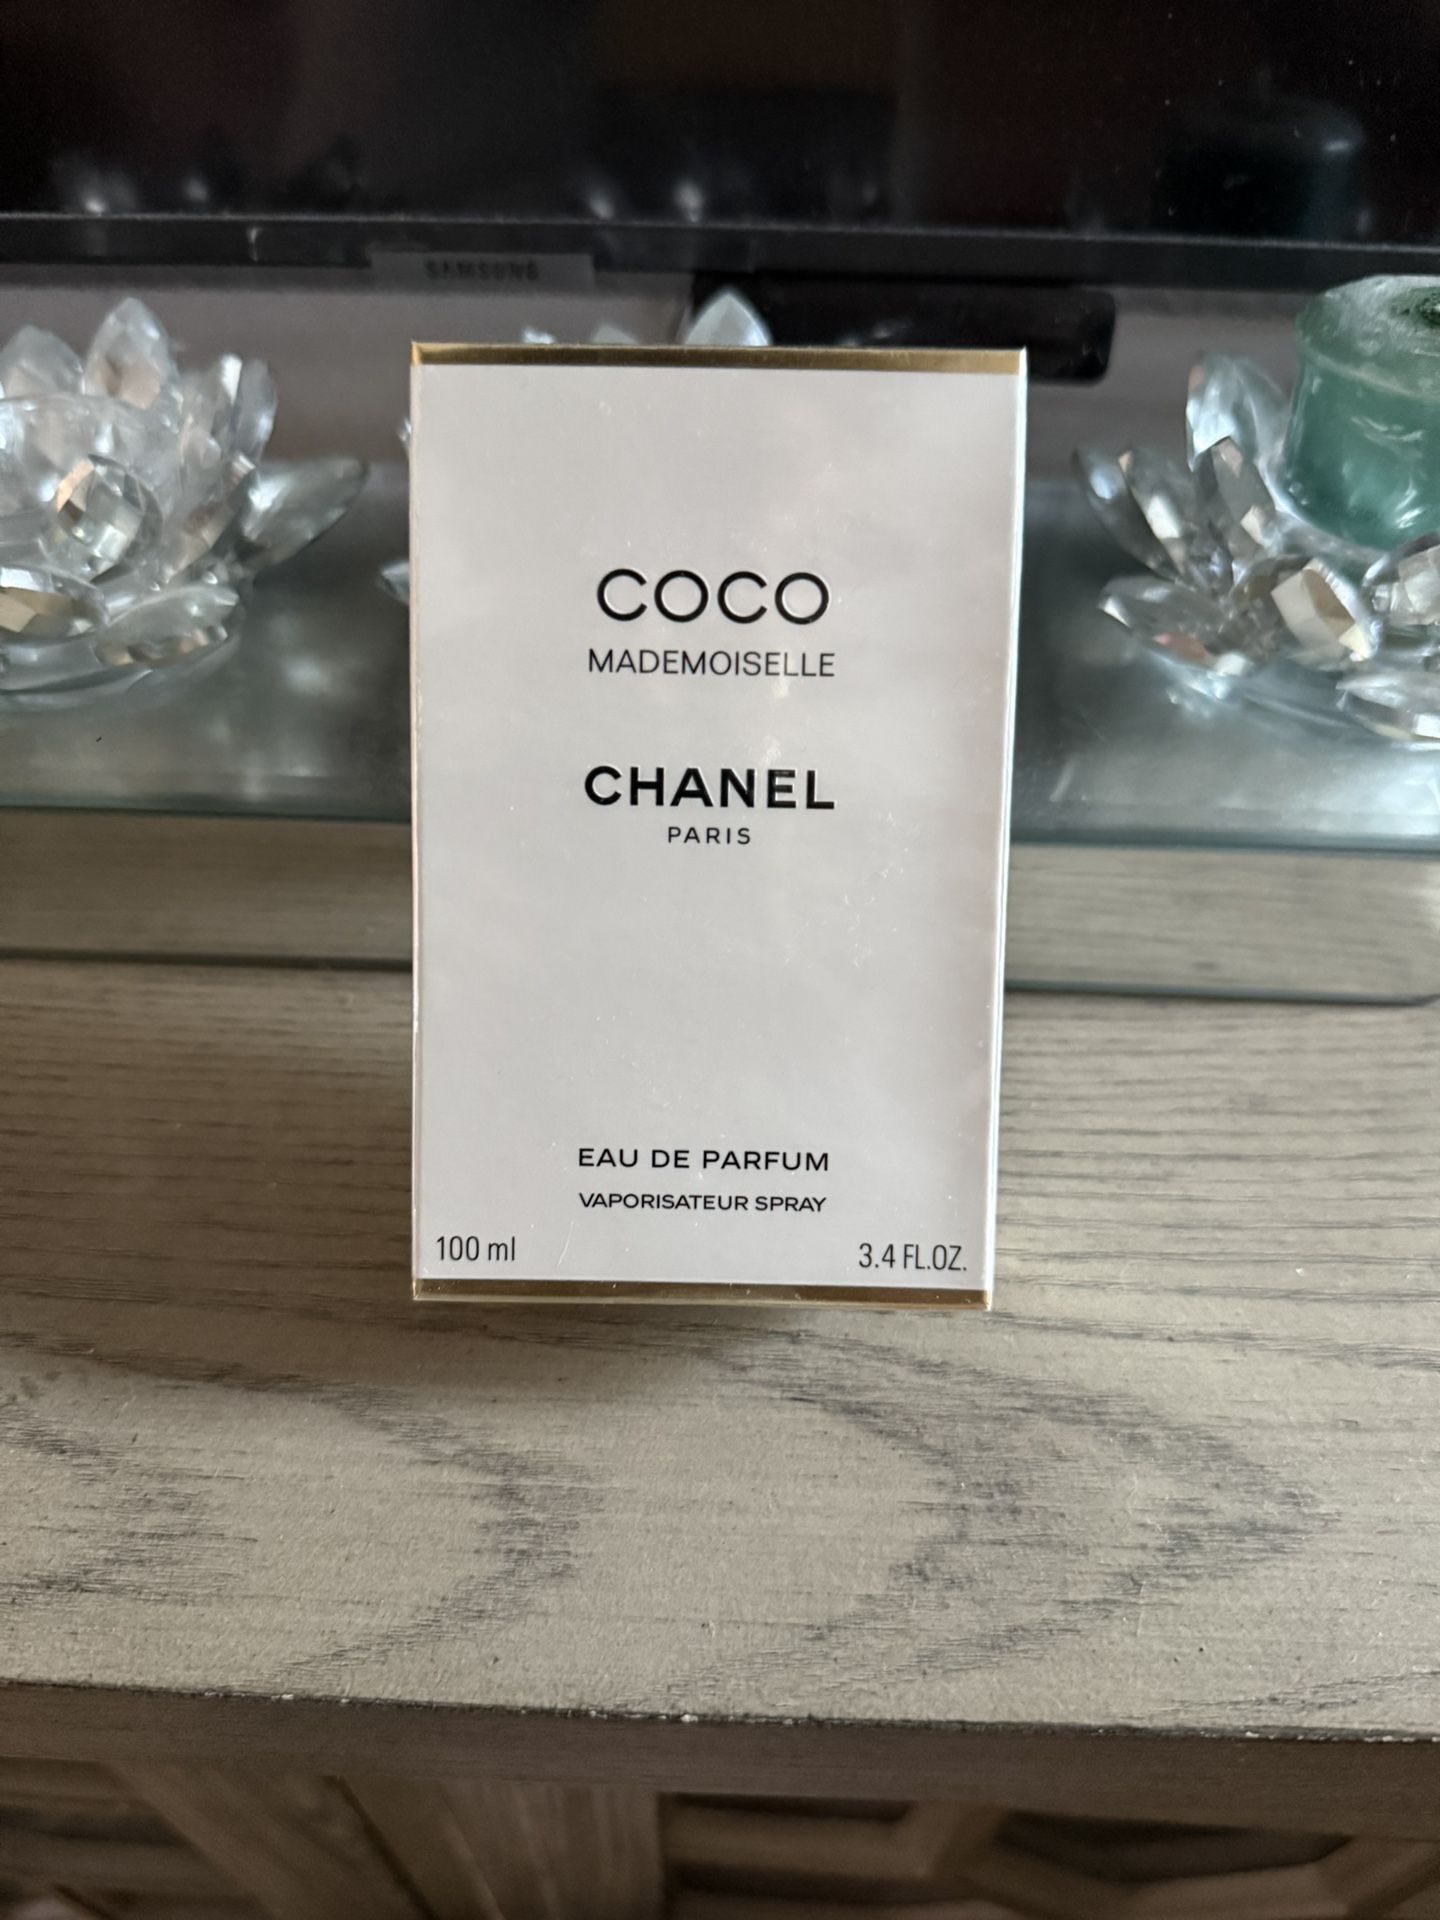 SAMSUNG
COCO
MADEMOISELLE
CHANEL
PARIS
EAU DE PARFUM
VAPORISATEUR SPRAY
100 ml 3.4 FL.OZ.